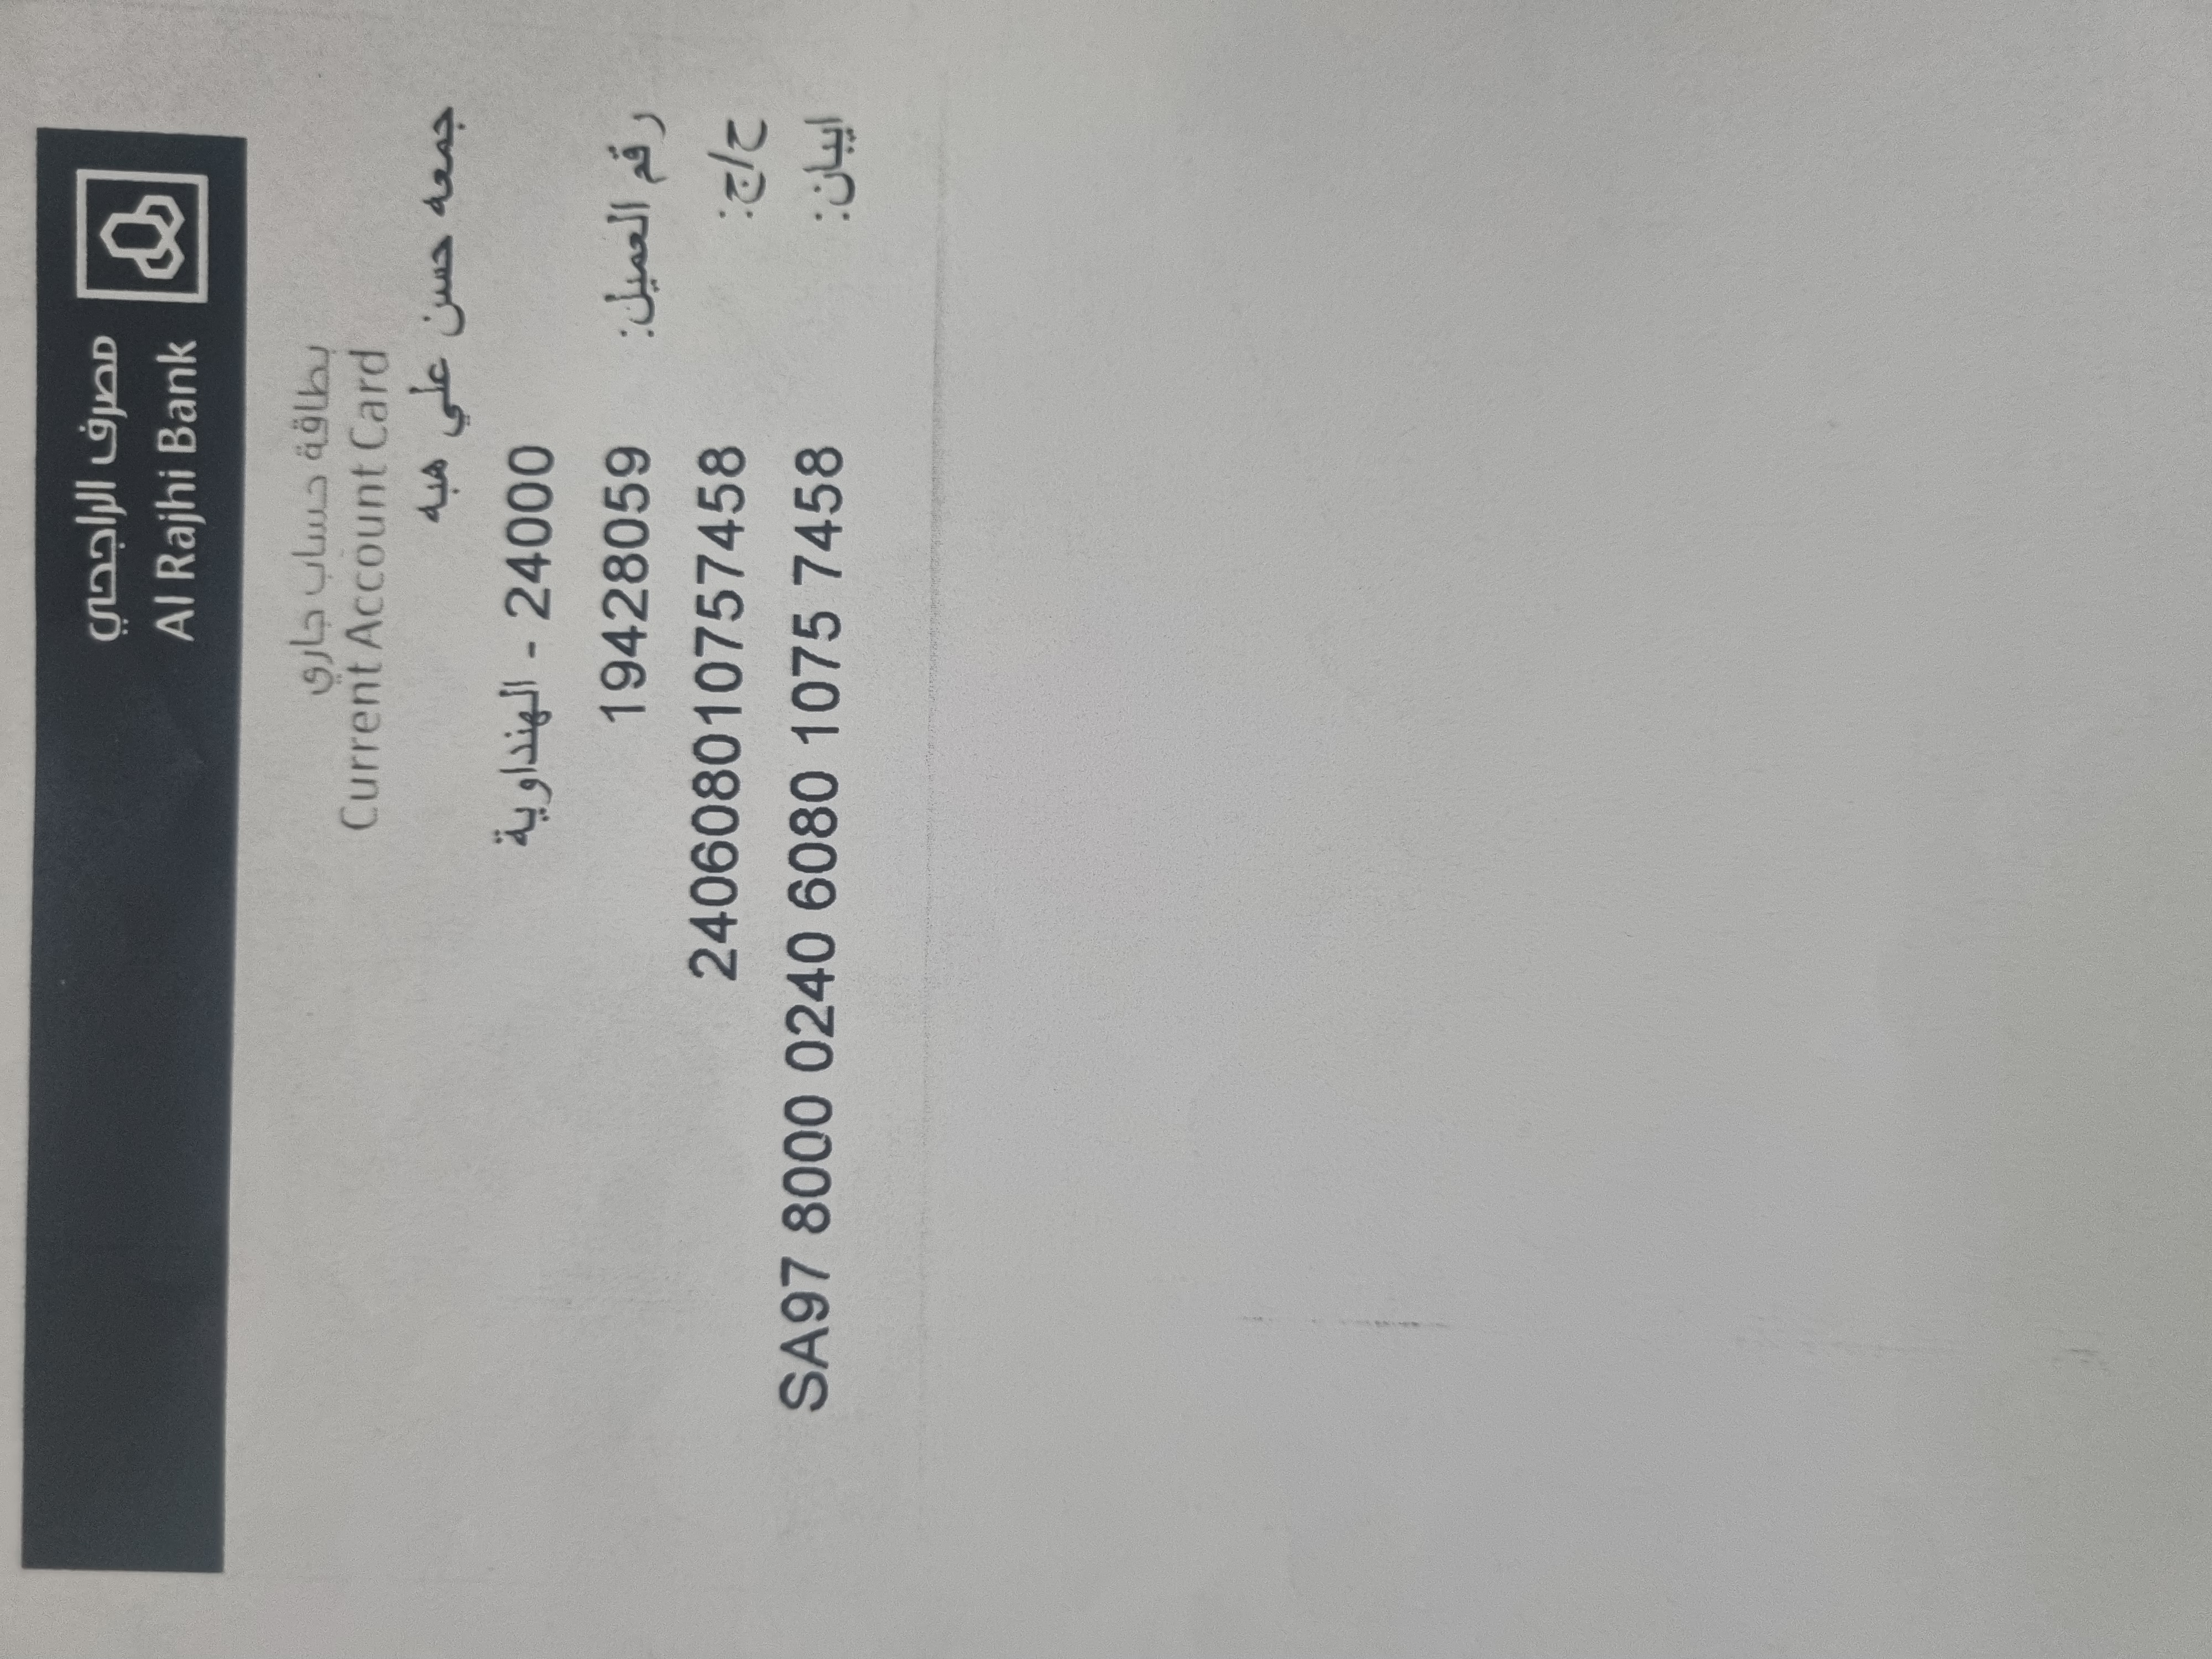 مصرف الراجحي
Al Rajhi Bank
بطاقة حساب جاري
Current Account Card
جمعه حسن علي هبه
24000 - الهنداوية
رقم العميل: 19428059
ح/ج: 240608010757458
ايبان: SA97 8000 0240 6080 1075 7458